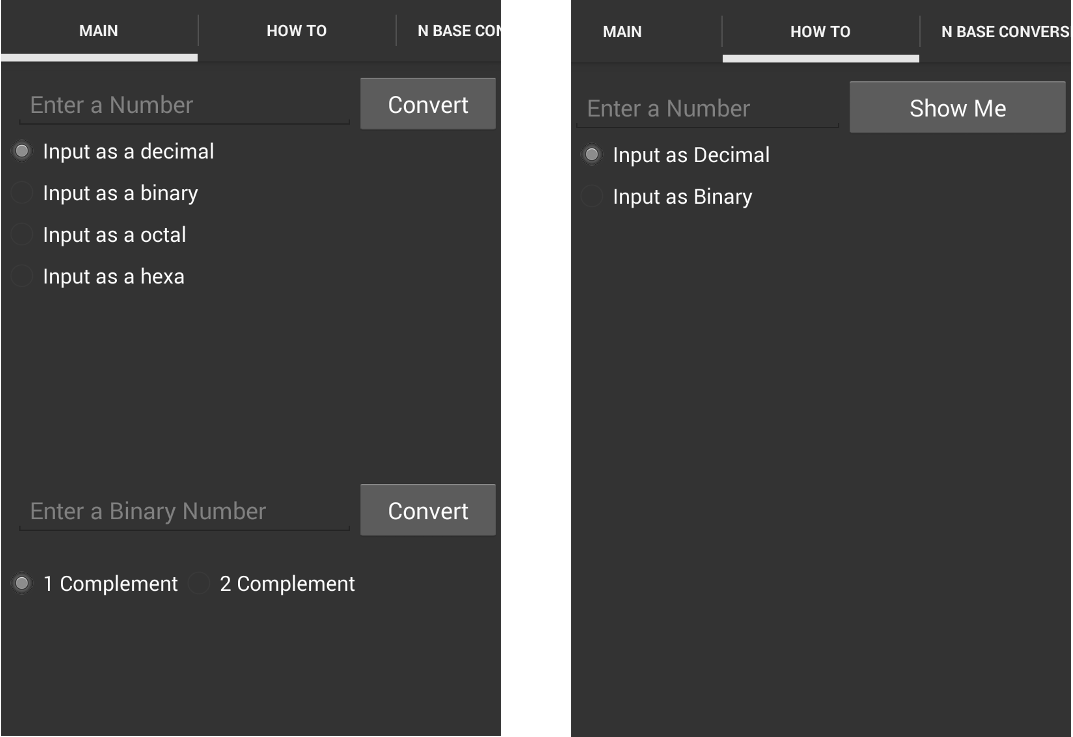 MAIN
HOW TO
N BASE CON
Enter a Number
Convert
Input as a decimal
Input as a binary
Input as a octal
Input as a hexa
Enter a Binary Number
Convert
1 Complement
2 Complement
MAIN
HOW TO
N BASE CONVERS
Enter a Number
Show Me
Input as Decimal
Input as Binary